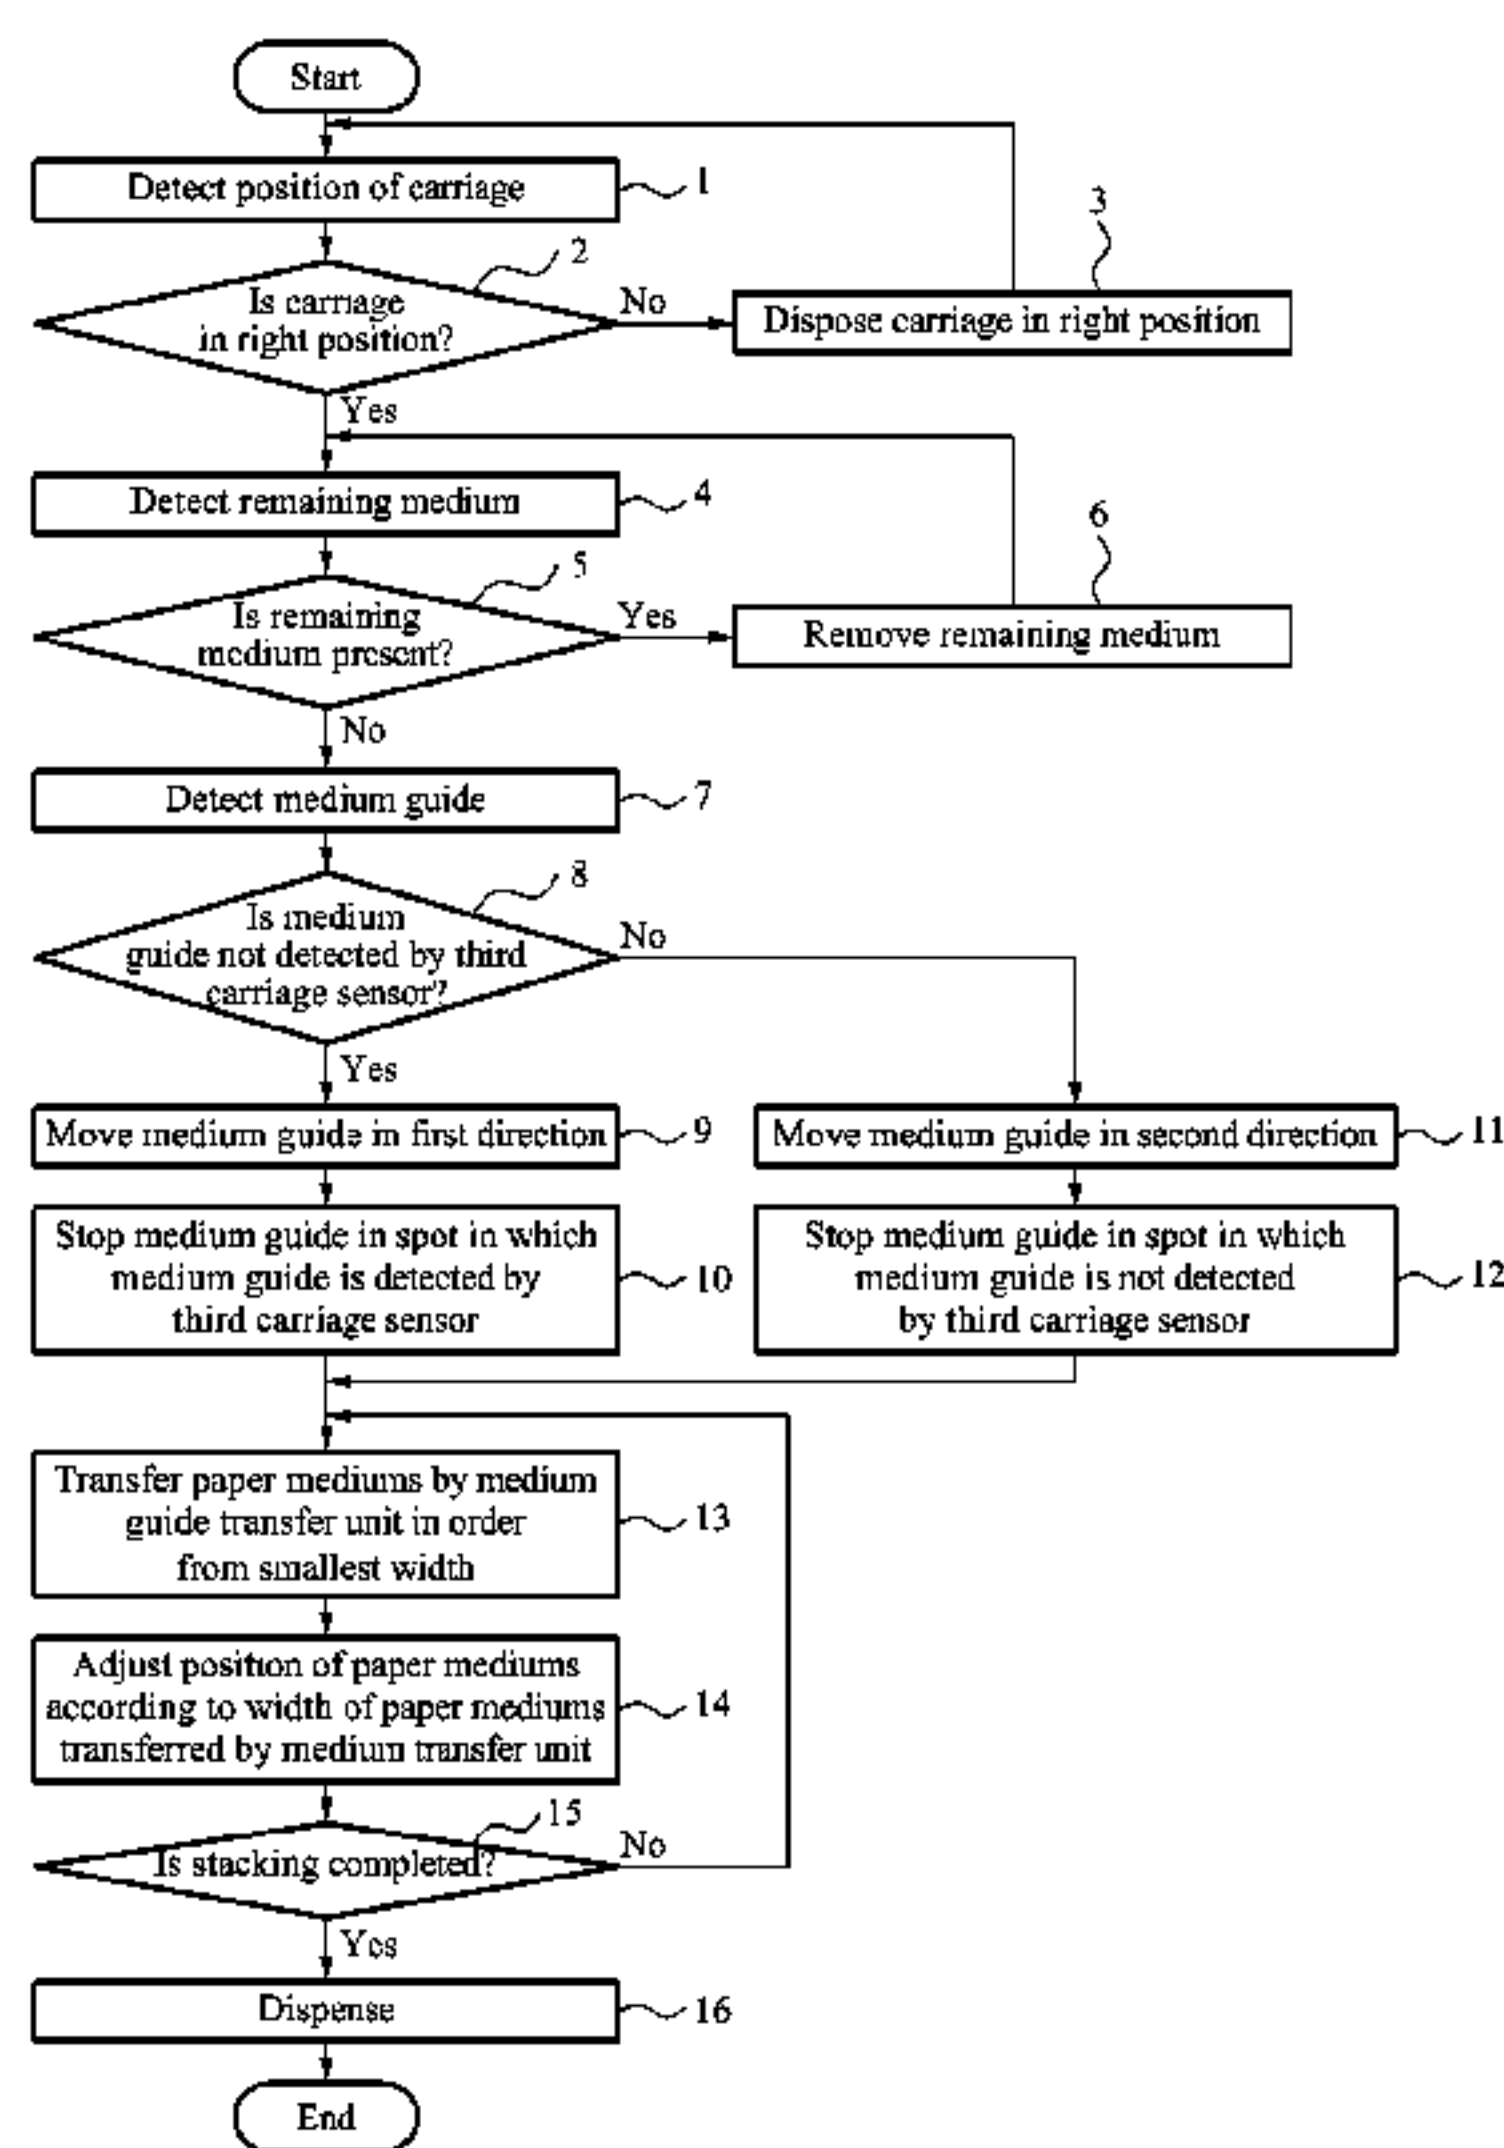 Start
Detect position of carriage
1
2
3
Is carriage
in right position?
No
Dispose carriage in right position
Yes
Detect remaining medium
4
5
6
Is remaining
medium present?
Yes
Remove remaining medium
No
Detect medium guide
7
8
Is medium
guide not detected by third
carriage sensor?
No
Yes
Move medium guide in first direction
9
Move medium guide in second direction
11
Stop medium guide in spot in which
medium guide is detected by
third carriage sensor
10
Stop medium guide in spot in which
medium guide is not detected
by third carriage sensor
12
Transfer paper mediums by medium
guide transfer unit in order
from smallest width
13
Adjust position of paper mediums
according to width of paper mediums
transferred by medium transfer unit
14
15
Is stacking completed?
No
Yes
Dispense
16
End